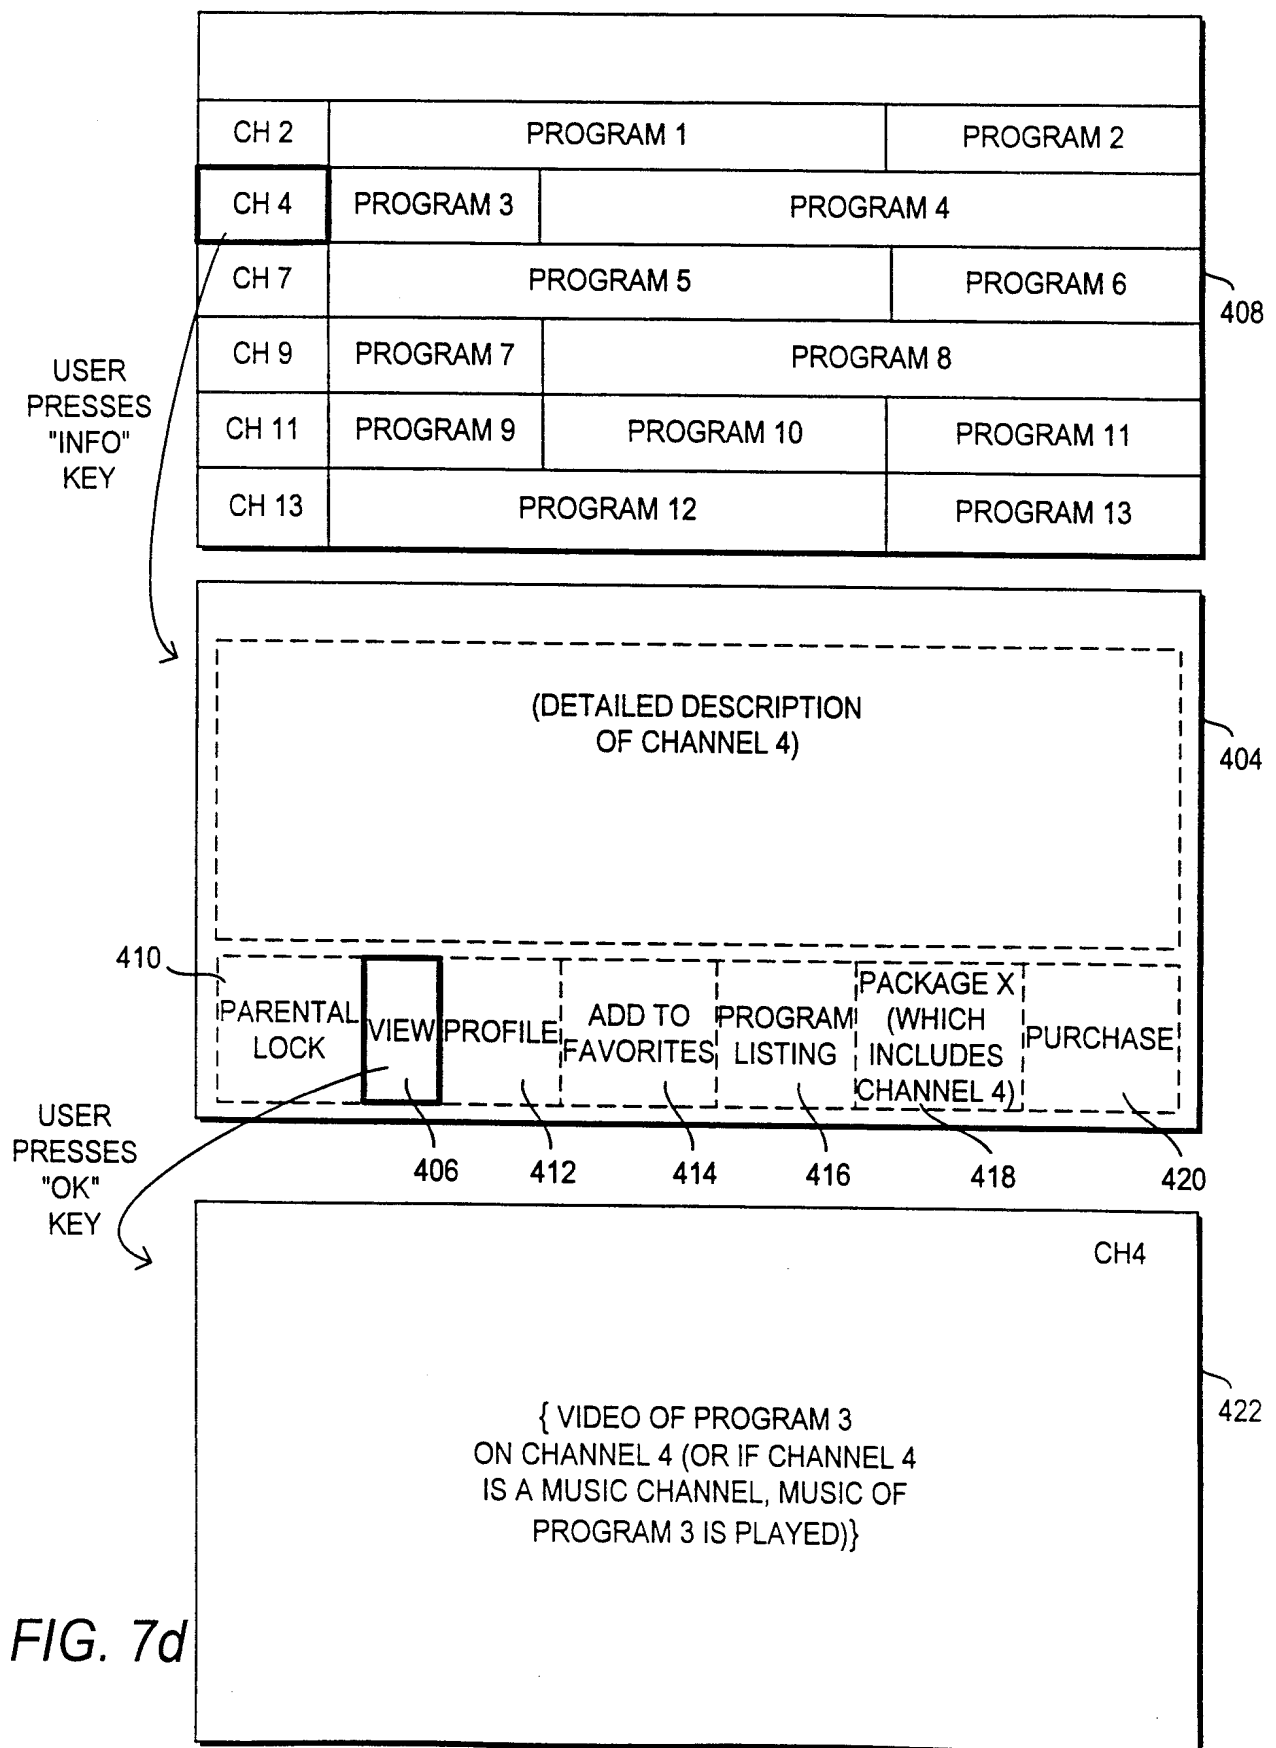 CH 2 PROGRAM 1 PROGRAM 2
CH 4 PROGRAM 3 PROGRAM 4
CH 7 PROGRAM 5 PROGRAM 6
408
CH 9 PROGRAM 7 PROGRAM 8
CH 11 PROGRAM 9 PROGRAM 10 PROGRAM 11
CH 13 PROGRAM 12 PROGRAM 13
USER
PRESSES
"INFO"
KEY
(DETAILED DESCRIPTION
OF CHANNEL 4)
404
410
PARENTAL
LOCK
VIEW
PROFILE
ADD TO
FAVORITES
PROGRAM
LISTING
PACKAGE X
(WHICH
INCLUDES
CHANNEL 4)
PURCHASE
406 412 414 416 418 420
USER
PRESSES
"OK"
KEY
CH4
{ VIDEO OF PROGRAM 3
ON CHANNEL 4 (OR IF CHANNEL 4
IS A MUSIC CHANNEL, MUSIC OF
PROGRAM 3 IS PLAYED)}
422
FIG. 7d